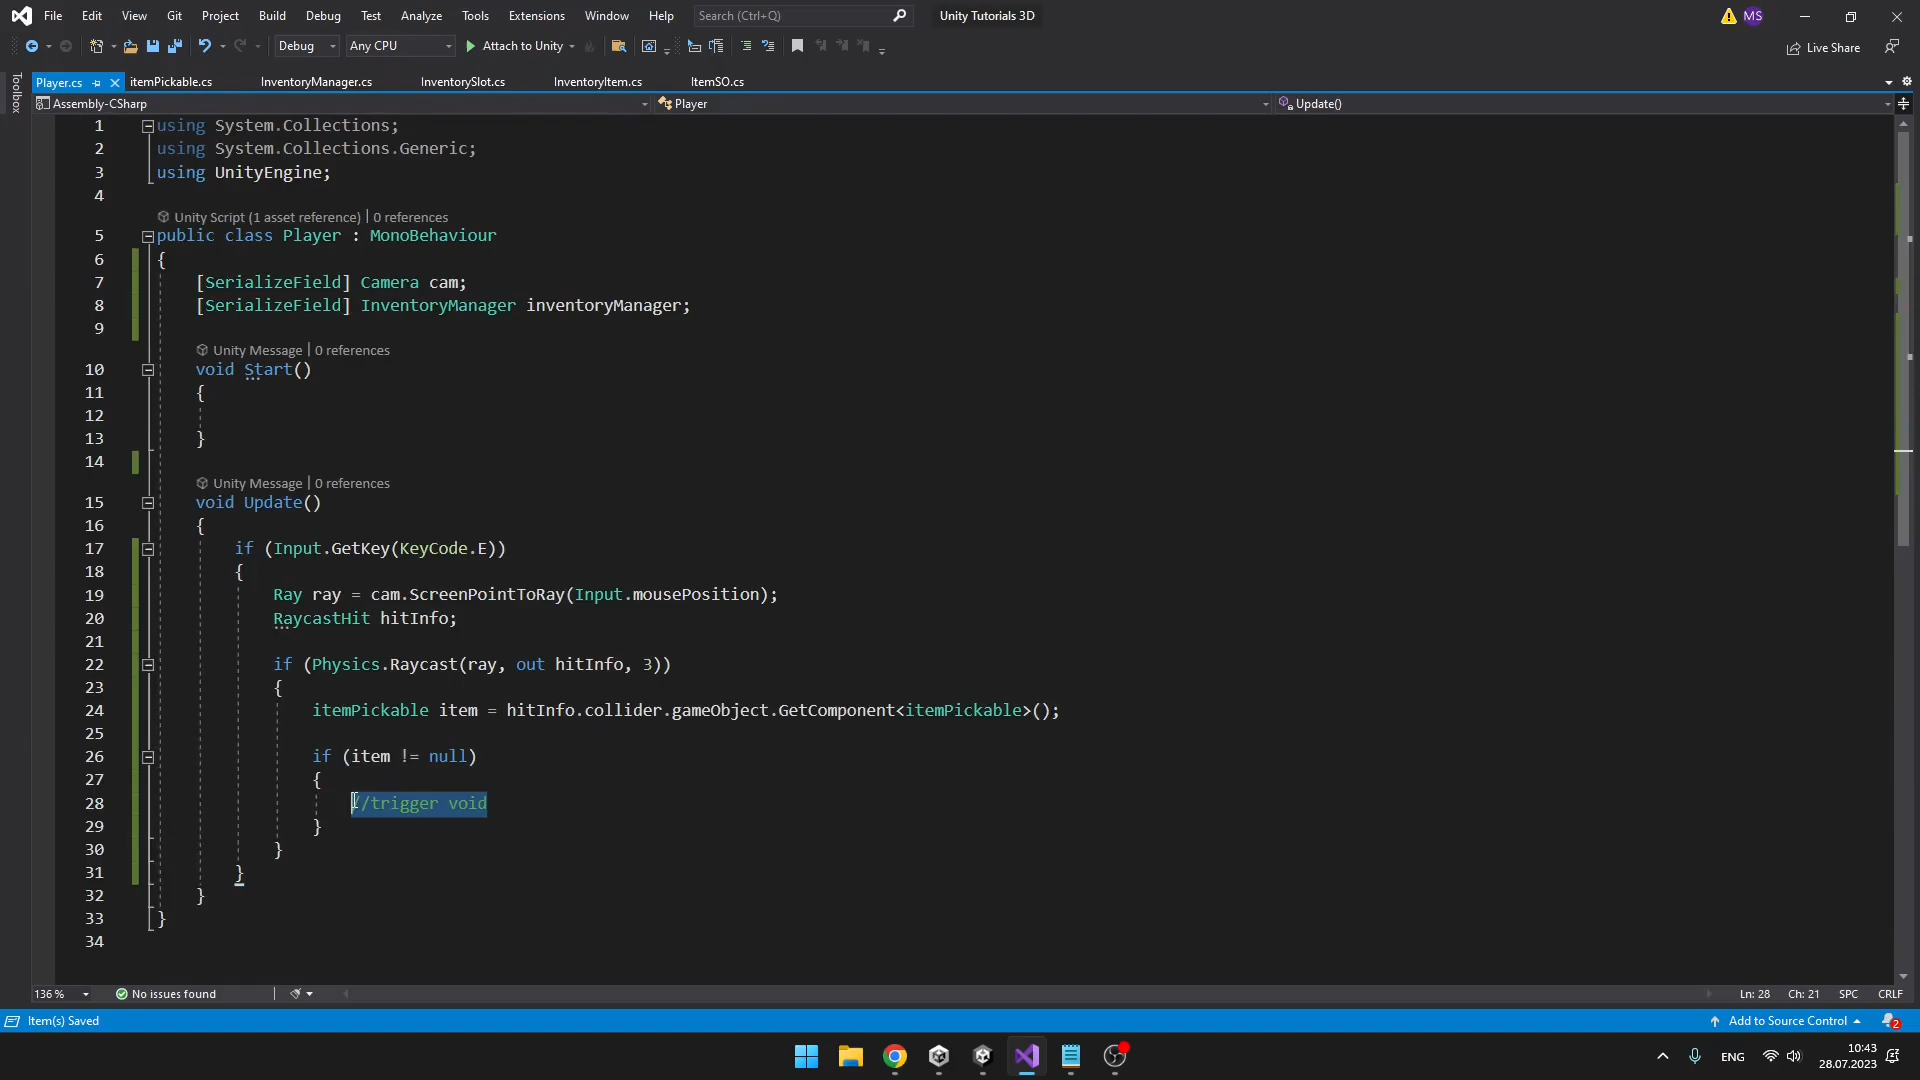 File Edit View Git Project Build Debug Test Analyze Tools Extensions Window Help Search (Ctrl+Q) Unity Tutorials 3D MS
Debug Any CPU Attach to Unity Live Share
Toolbox
Player.cs itemPickable.cs InventoryManager.cs InventorySlot.cs InventoryItem.cs ItemSO.cs
Assembly-CSharp Player Update()
1 using System.Collections;
2 using System.Collections.Generic;
3 using UnityEngine;
4
Unity Script (1 asset reference) | 0 references
5 public class Player : MonoBehaviour
6 {
7 [SerializeField] Camera cam;
8 [SerializeField] InventoryManager inventoryManager;
9
Unity Message | 0 references
10 void Start()
11 {
12
13 }
14
Unity Message | 0 references
15 void Update()
16 {
17 if (Input.GetKey(KeyCode.E))
18 {
19 Ray ray = cam.ScreenPointToRay(Input.mousePosition);
20 RaycastHit hitInfo;
21
22 if (Physics.Raycast(ray, out hitInfo, 3))
23 {
24 itemPickable item = hitInfo.collider.gameObject.GetComponent<itemPickable>();
25
26 if (item != null)
27 {
28 //trigger void
29 }
30 }
31 }
32 }
33 }
34
136 % No issues found Ln: 28 Ch: 21 SPC CRLF
Item(s) Saved Add to Source Control 2
ENG 10:43
28.07.2023